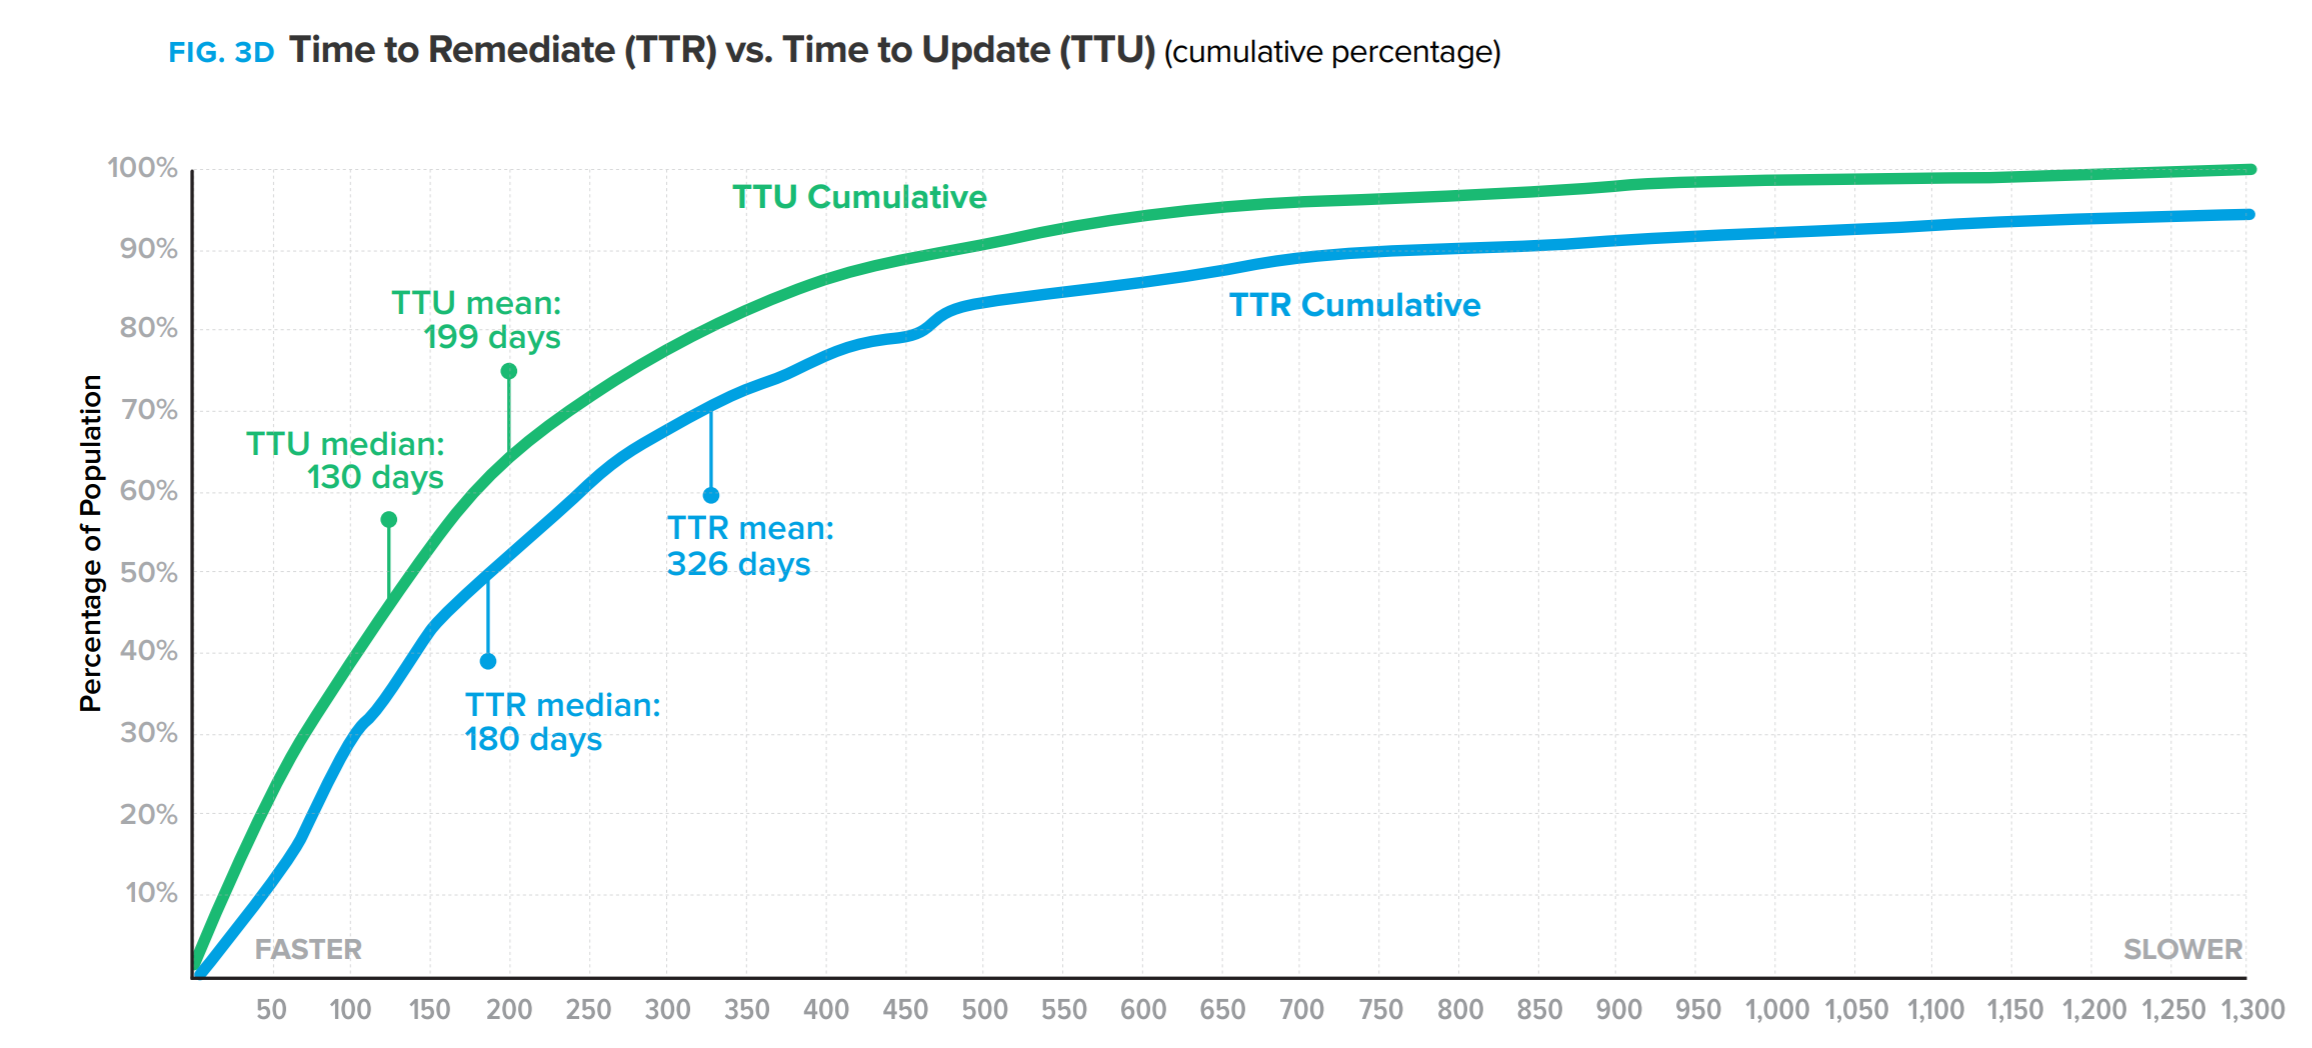 FIG. 3D Time to Remediate (TTR) vs. Time to Update (TTU) (cumulative percentage)
Percentage of Population
100%
90%
80%
70%
60%
50%
40%
30%
20%
10%
TTU Cumulative
TTU mean:
199 days
TTR Cumulative
TTU median:
130 days
TTR mean:
326 days
TTR median:
180 days
FASTER
SLOWER
50 100 150 200 250 300 350 400 450 500 550 600 650 700 750 800 850 900 950 1,000 1,050 1,100 1,150 1,200 1,250 1,300